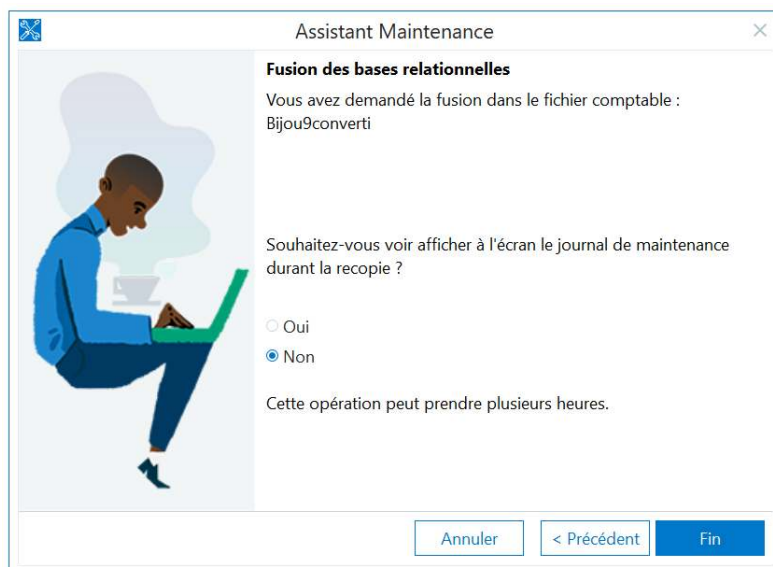 Assistant Maintenance
Fusion des bases relationnelles
Vous avez demandé la fusion dans le fichier comptable :
Bijou9converti
Souhaitez-vous voir afficher à l'écran le journal de maintenance
durant la recopie ?
Oui
Non
Cette opération peut prendre plusieurs heures.
Annuler
< Précédent
Fin